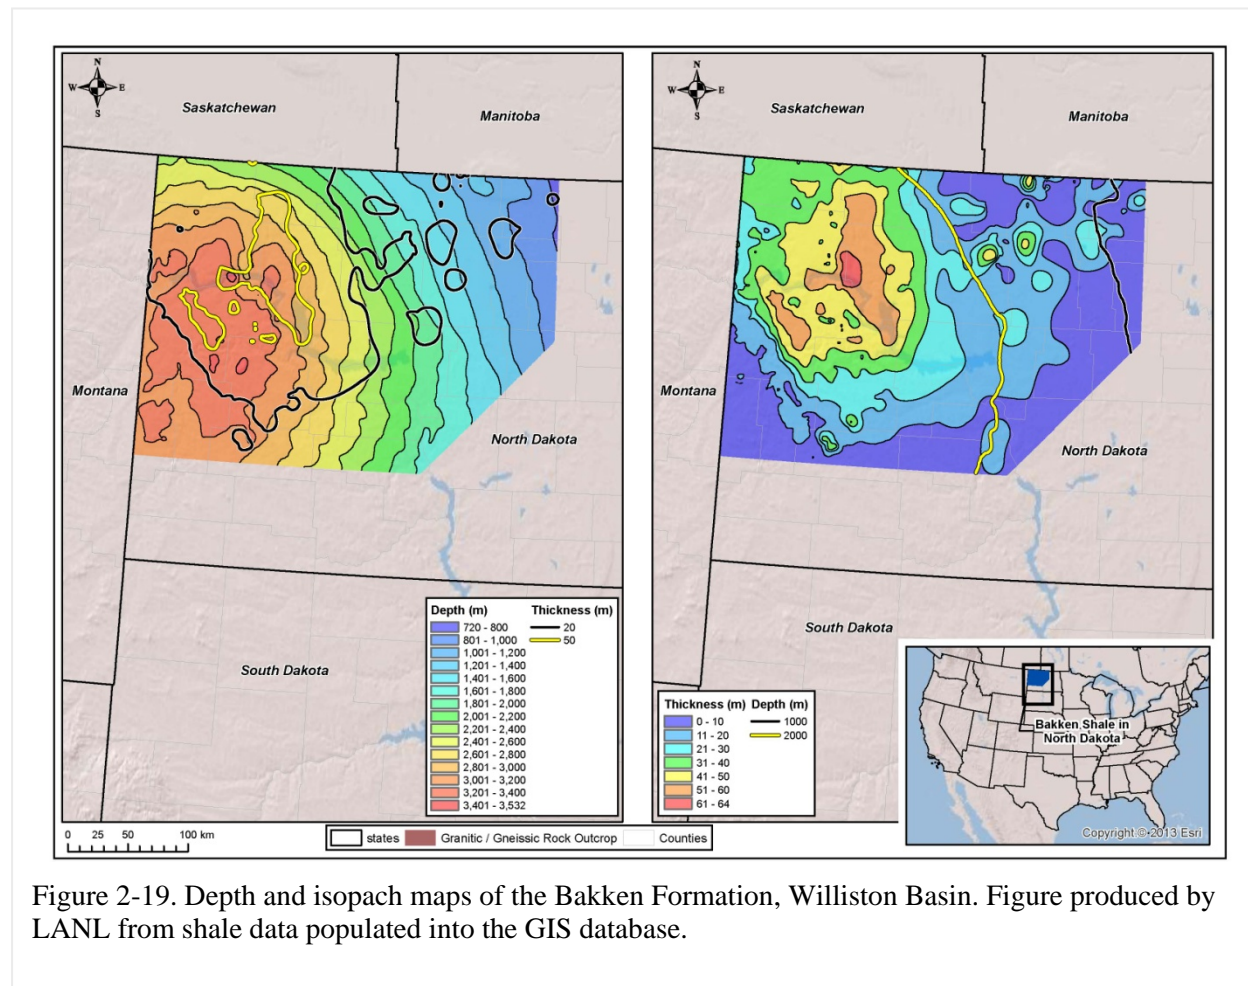 N
W E
S
Saskatchewan
Manitoba
Montana
North Dakota
South Dakota
Depth (m) Thickness (m)
720 - 800 20
801 - 1,000 50
1,001 - 1,200
1,201 - 1,400
1,401 - 1,600
1,601 - 1,800
1,801 - 2,000
2,001 - 2,200
2,201 - 2,400
2,401 - 2,600
2,601 - 2,800
2,801 - 3,000
3,001 - 3,200
3,201 - 3,400
3,401 - 3,532
N
W E
S
Saskatchewan
Manitoba
Montana
North Dakota
South Dakota
Thickness (m) Depth (m)
0 - 10 1000
11 - 20 2000
21 - 30
31 - 40
41 - 50
51 - 60
61 - 64
Bakken Shale in
North Dakota
Copyright:© 2013 Esri
0 25 50 100 km
states Granitic / Gneissic Rock Outcrop Counties
Figure 2-19. Depth and isopach maps of the Bakken Formation, Williston Basin. Figure produced by
LANL from shale data populated into the GIS database.